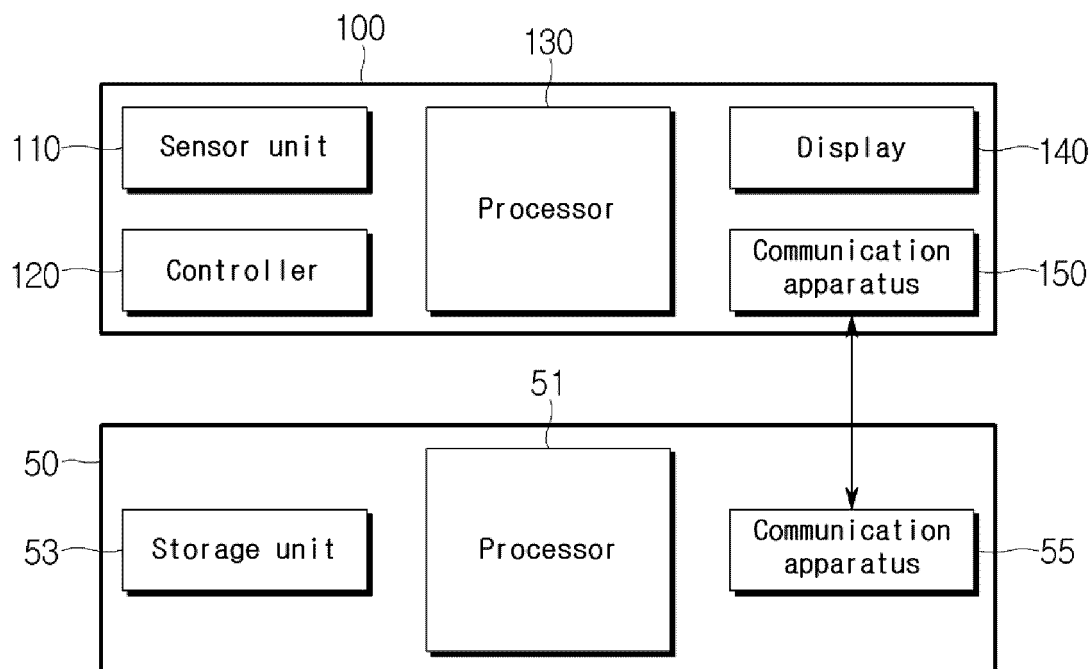 100
130
110
Sensor unit
Processor
Display
140
120
Controller
Communication
apparatus
150
51
50
53
Storage unit
Processor
Communication
apparatus
55